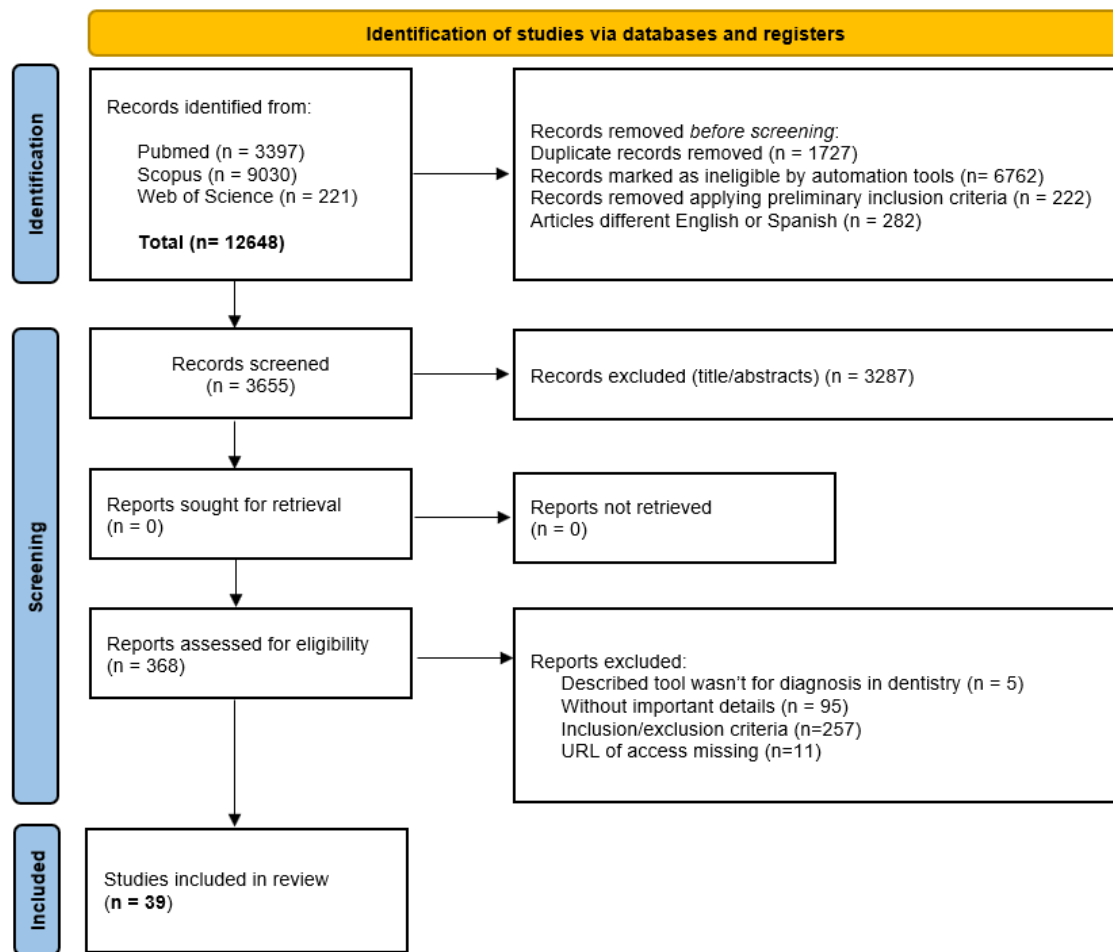 Identification of studies via databases and registers
Identification
Records identified from:
Pubmed (n = 3397)
Scopus (n = 9030)
Web of Science (n = 221)
Total (n= 12648)
Records removed before screening:
Duplicate records removed (n = 1727)
Records marked as ineligible by automation tools (n= 6762)
Records removed applying preliminary inclusion criteria (n = 222)
Articles different English or Spanish (n = 282)
Screening
Records screened
(n = 3655)
Records excluded (title/abstracts) (n = 3287)
Reports sought for retrieval
(n = 0)
Reports not retrieved
(n = 0)
Reports assessed for eligibility
(n = 368)
Reports excluded:
Described tool wasn't for diagnosis in dentistry (n = 5)
Without important details (n = 95)
Inclusion/exclusion criteria (n=257)
URL of access missing (n=11)
Included
Studies included in review
(n = 39)